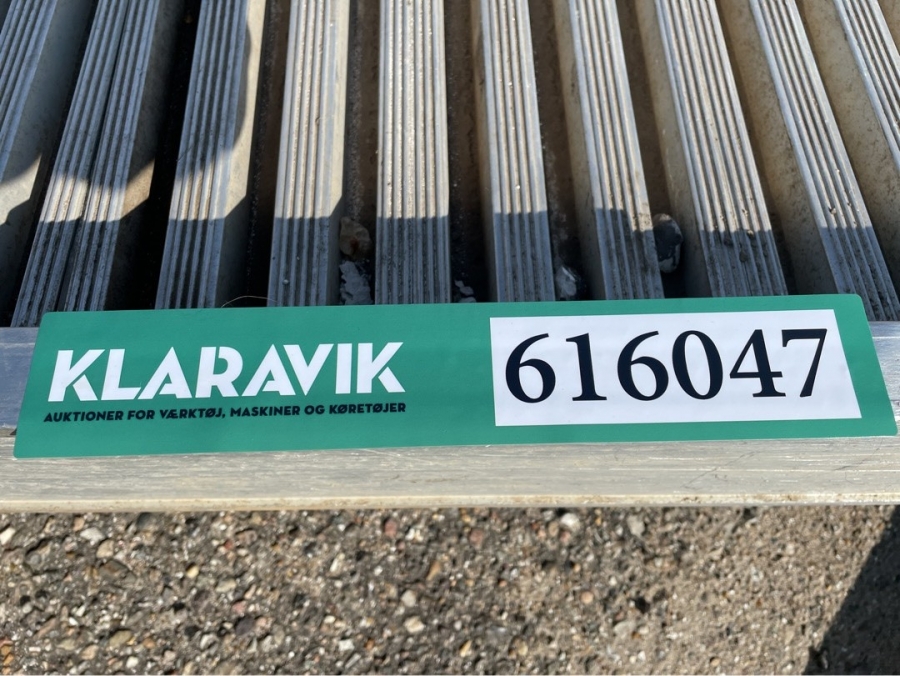 KLARAVIK
AUKTIONER FOR VÆRKTØJ, MASKINER OG KØRETØJER
616047